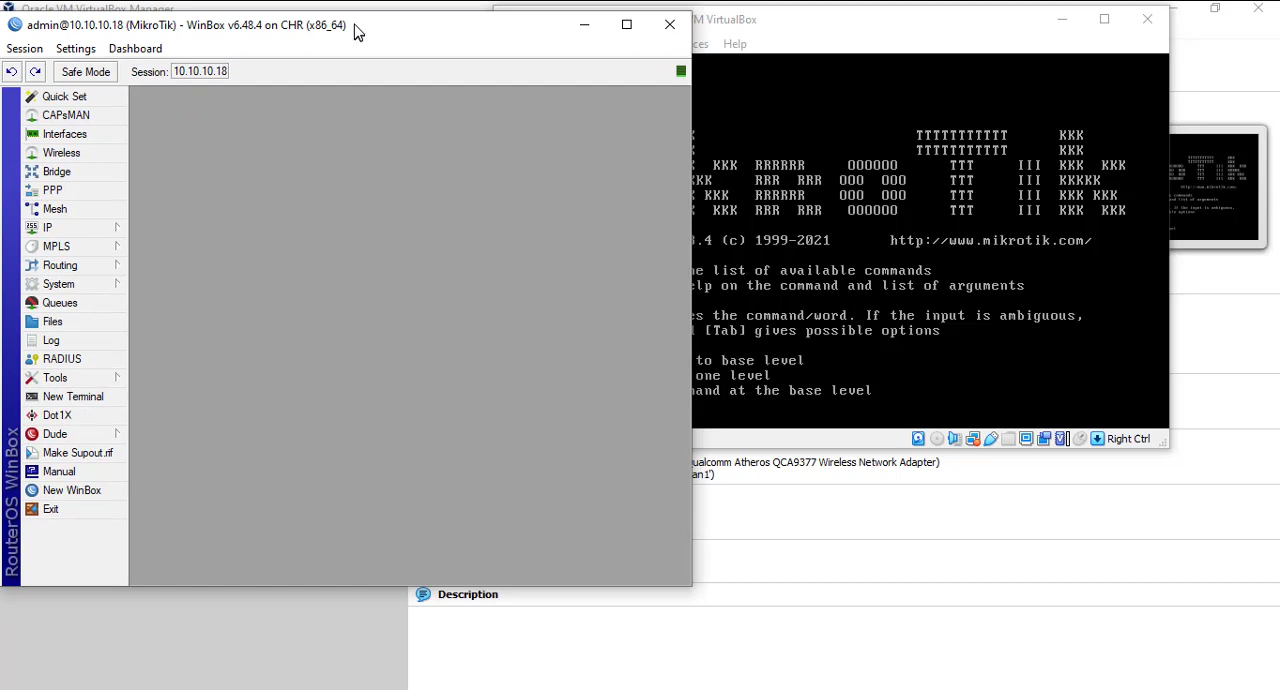 Oracle VM VirtualBox Manager
admin@10.10.10.18 (MikroTik) - WinBox v6.48.4 on CHR (x86_64)
Session Settings Dashboard
Safe Mode Session: 10.10.10.18
Quick Set
CAPsMAN
Interfaces
Wireless
Bridge
PPP
Mesh
IP
MPLS
Routing
System
Queues
Files
Log
RADIUS
Tools
New Terminal
Dot1X
Dude
Make Supout.rif
Manual
New WinBox
Exit
RouterOS WinBox
M VirtualBox
ces Help
TTTTTTTTTTT KKK
TTTTTTTTTTT KKK
KKK RRRRRR OOOOOO TTT III KKK KKK
KKK RRR RRR OOO OOO TTT III KKKKK
KKK RRRRRR OOO OOO TTT III KKK KKK
KKK RRR RRR OOOOOO TTT III KKK KKK
3.4 (c) 1999-2021 http://www.mikrotik.com/
he list of available commands
elp on the command and list of arguments
es the command/word. If the input is ambiguous,
[Tab] gives possible options
to base level
one level
and at the base level
Right Ctrl
ualcomm Atheros QCA9377 Wireless Network Adapter)
an1')
Description